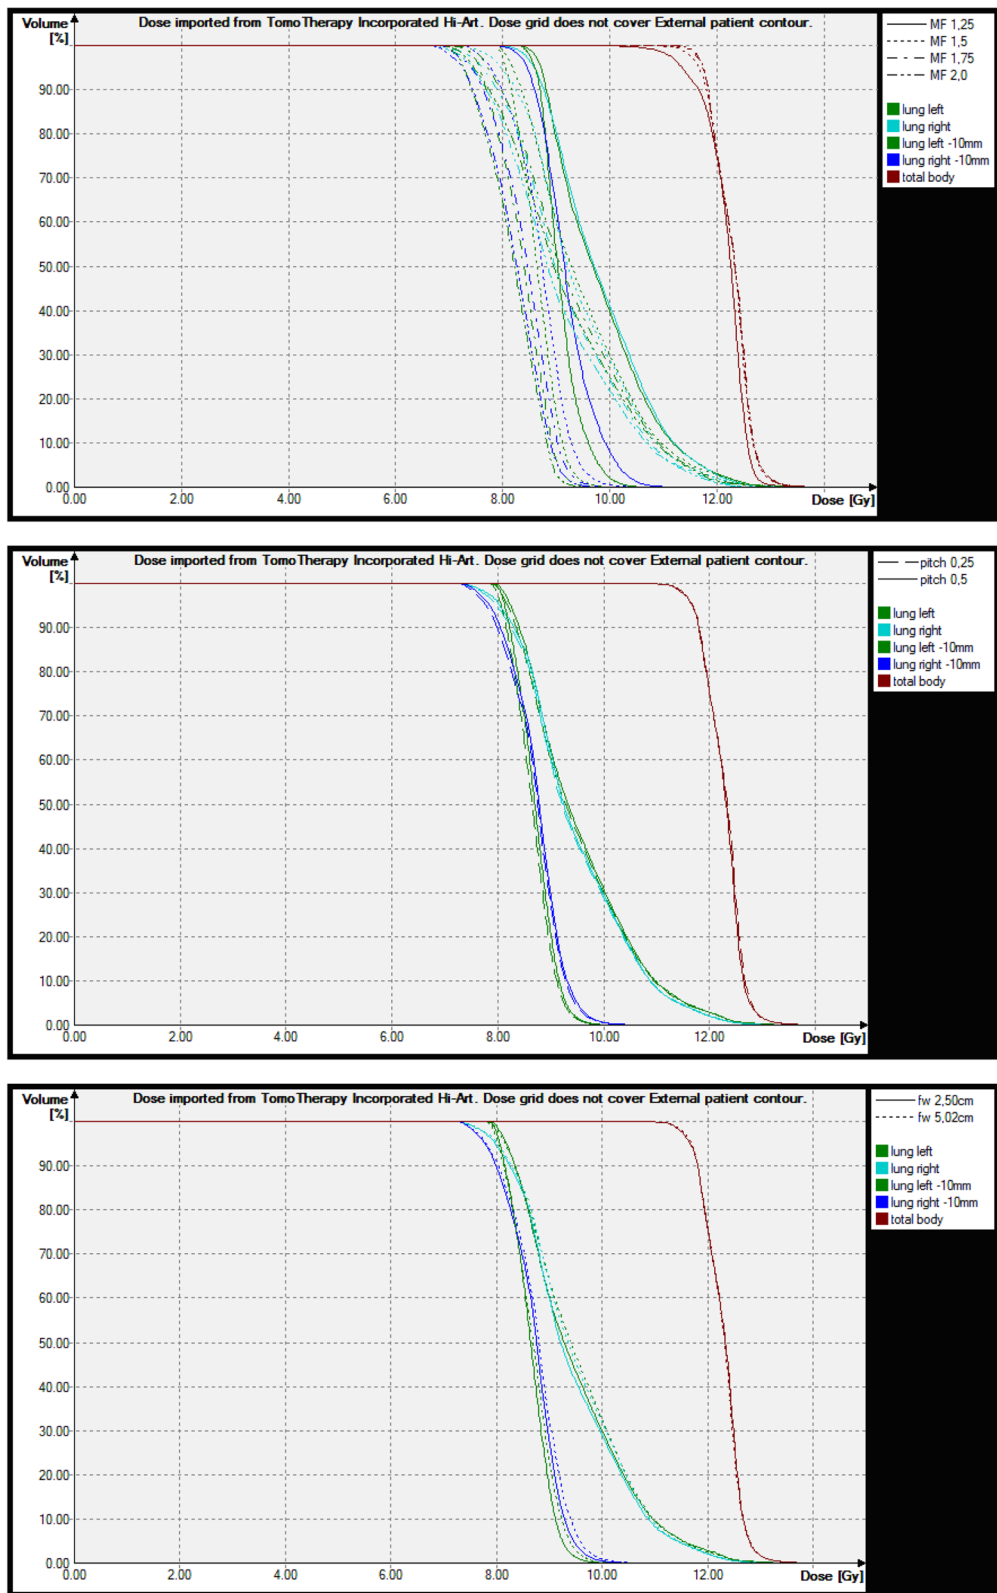 Volume
[%]
Dose imported from TomoTherapy Incorporated Hi-Art. Dose grid does not cover External patient contour.
90.00
80.00
70.00
60.00
50.00
40.00
30.00
20.00
10.00
0.00
0.00 2.00 4.00 6.00 8.00 10.00 12.00
Dose [Gy]
MF 1,25
MF 1,5
MF 1,75
MF 2,0
lung left
lung right
lung left -10mm
lung right -10mm
total body
Volume
[%]
Dose imported from TomoTherapy Incorporated Hi-Art. Dose grid does not cover External patient contour.
90.00
80.00
70.00
60.00
50.00
40.00
30.00
20.00
10.00
0.00
0.00 2.00 4.00 6.00 8.00 10.00 12.00
Dose [Gy]
pitch 0,25
pitch 0,5
lung left
lung right
lung left -10mm
lung right -10mm
total body
Volume
[%]
Dose imported from TomoTherapy Incorporated Hi-Art. Dose grid does not cover External patient contour.
90.00
80.00
70.00
60.00
50.00
40.00
30.00
20.00
10.00
0.00
0.00 2.00 4.00 6.00 8.00 10.00 12.00
Dose [Gy]
fw 2,50cm
fw 5,02cm
lung left
lung right
lung left -10mm
lung right -10mm
total body